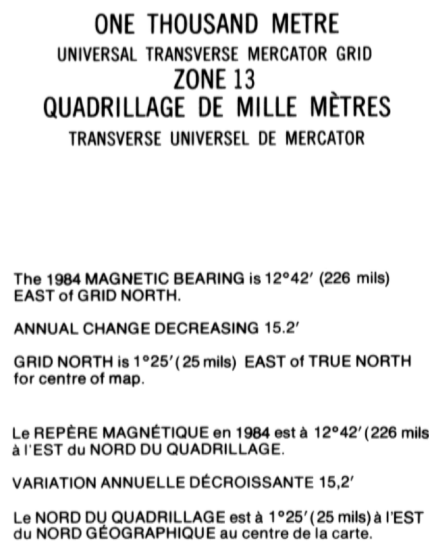 ONE THOUSAND METRE
UNIVERSAL TRANSVERSE MERCATOR GRID
ZONE 13
QUADRILLAGE DE MILLE MÈTRES
TRANSVERSE UNIVERSEL DE MERCATOR
The 1984 MAGNETIC BEARING is 12°42′ (226 mils)
EAST of GRID NORTH.
ANNUAL CHANGE DECREASING 15.2′
GRID NORTH is 1°25′(25 mils) EAST of TRUE NORTH
for centre of map.
Le REPÈRE MAGNÉTIQUE en 1984 est à 12°42′(226 mils
à l'EST du NORD DU QUADRILLAGE.
VARIATION ANNUELLE DÉCROISSANTE 15,2′
Le NORD DU QUADRILLAGE est à 1°25′(25 mils) à l'EST
du NORD GÉOGRAPHIQUE au centre de la carte.